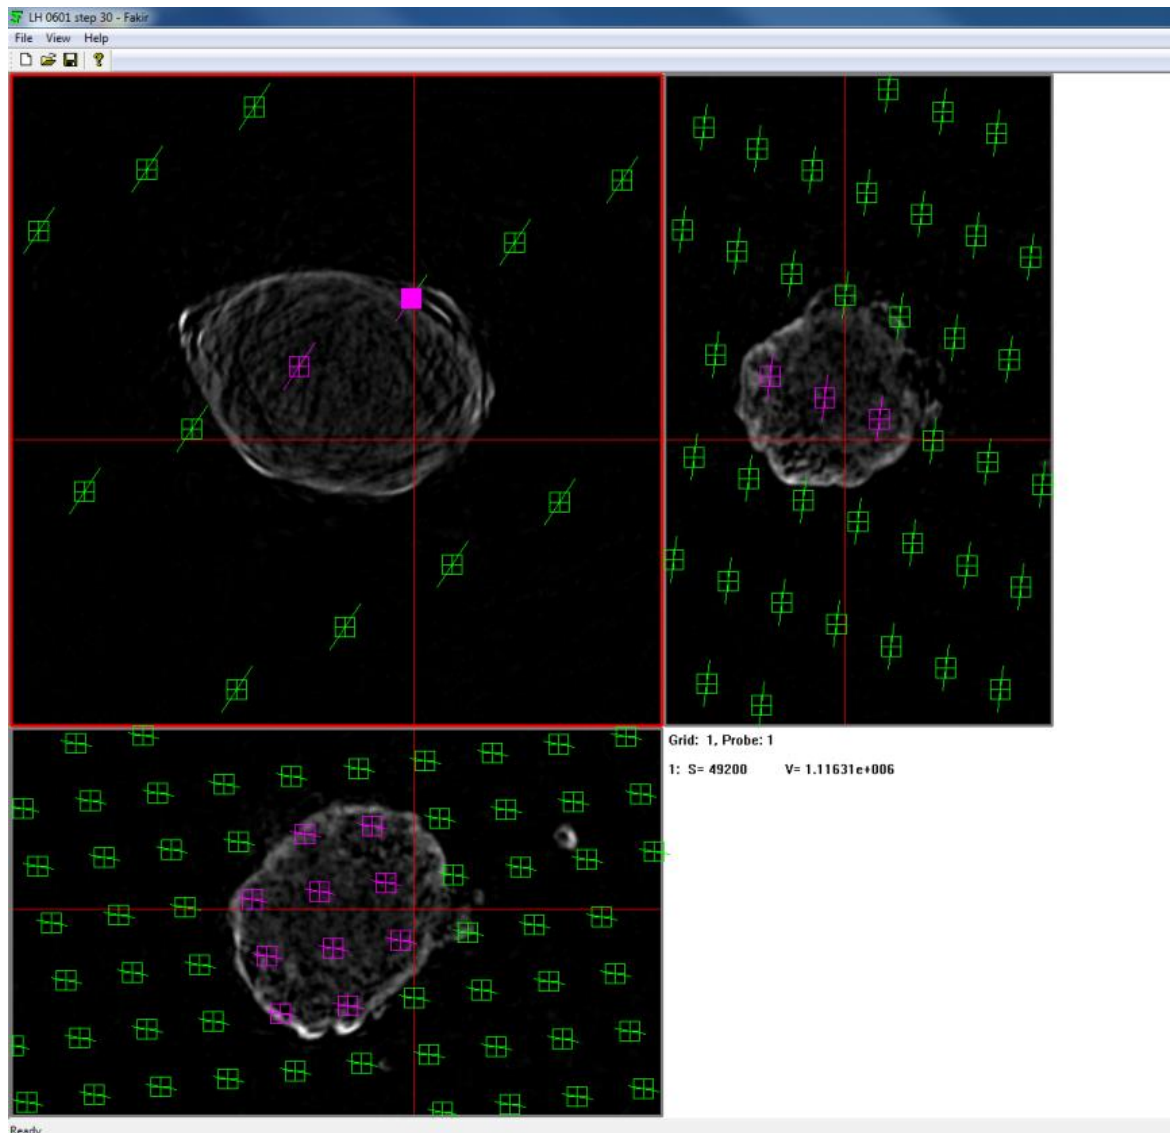 LH 0601 step 30 - Fakir
File View Help
Grid: 1, Probe: 1
1: S= 49200 V= 1.11631e+006
Ready